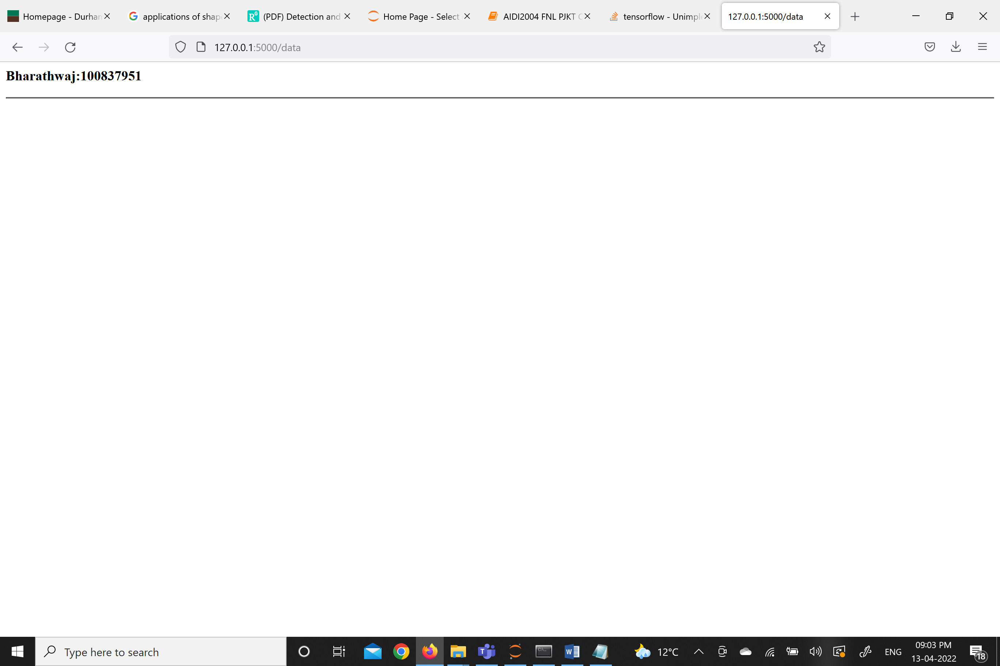 Homepage - Durham
applications of shap
(PDF) Detection and
Home Page - Select
AIDI2004 FNL PJKT
tensorflow - Unimpl
127.0.0.1:5000/data
127.0.0.1:5000/data
Bharathwaj:100837951
Type here to search
12°C
ENG
09:03 PM
13-04-2022
18